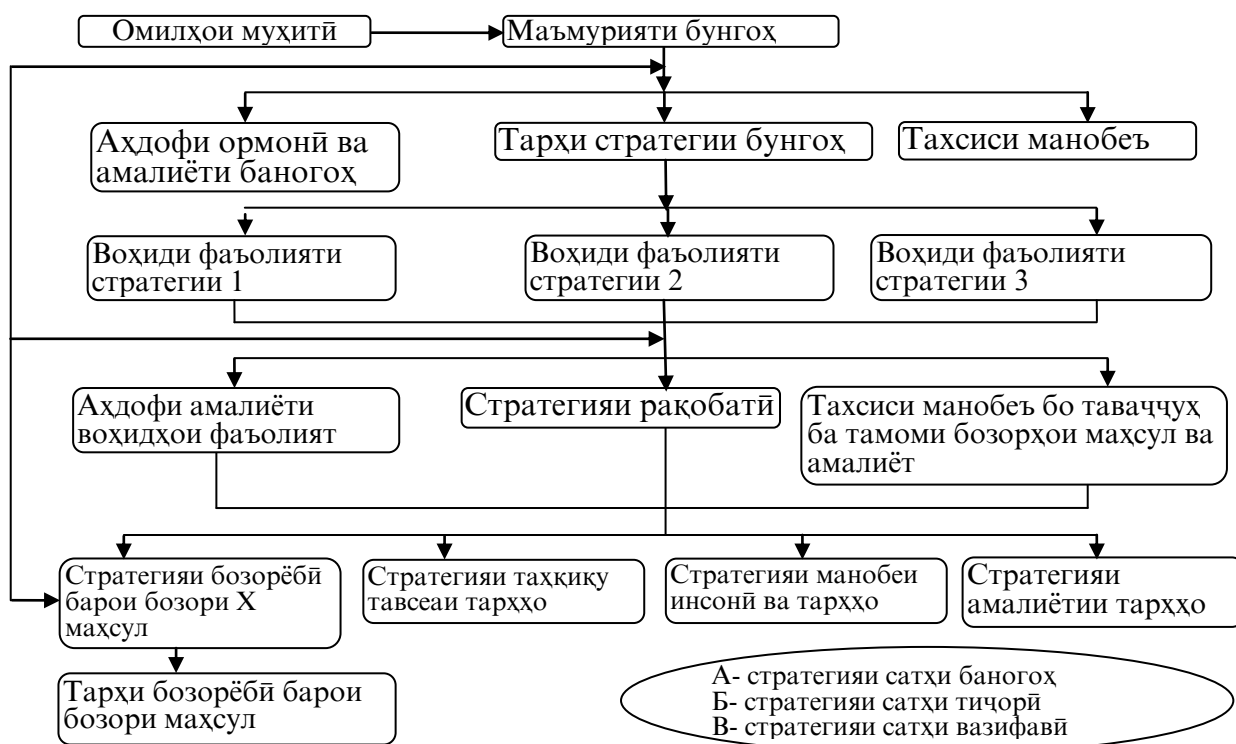 Омилҳои муҳитӣ
Маъмурияти бунгоҳ
Аҳдофи ормонӣ ва
амалиёти баногоҳ
Тарҳи стратегии бунгоҳ
Тахсиси манобеъ
Воҳиди фаъолияти
стратегии 1
Воҳиди фаъолияти
стратегии 2
Воҳиди фаъолияти
стратегии 3
Аҳдофи амалиёти
воҳидҳои фаъолият
Стратегияи рақобатӣ
Тахсиси манобеъ бо таваҷҷуҳ
ба тамоми бозорҳои маҳсул ва
амалиёт
Стратегияи бозорёбӣ
барои бозори Х
маҳсул
Стратегияи таҳқиқу
тавсеаи тарҳҳо
Стратегияи манобеи
инсонӣ ва тарҳҳо
Стратегияи
амалиётии тарҳҳо
Тарҳи бозорёбӣ барои
бозори маҳсул
А- стратегияи сатҳи баногоҳ
Б- стратегияи сатҳи тиҷорӣ
В- стратегияи сатҳи вазифавӣ